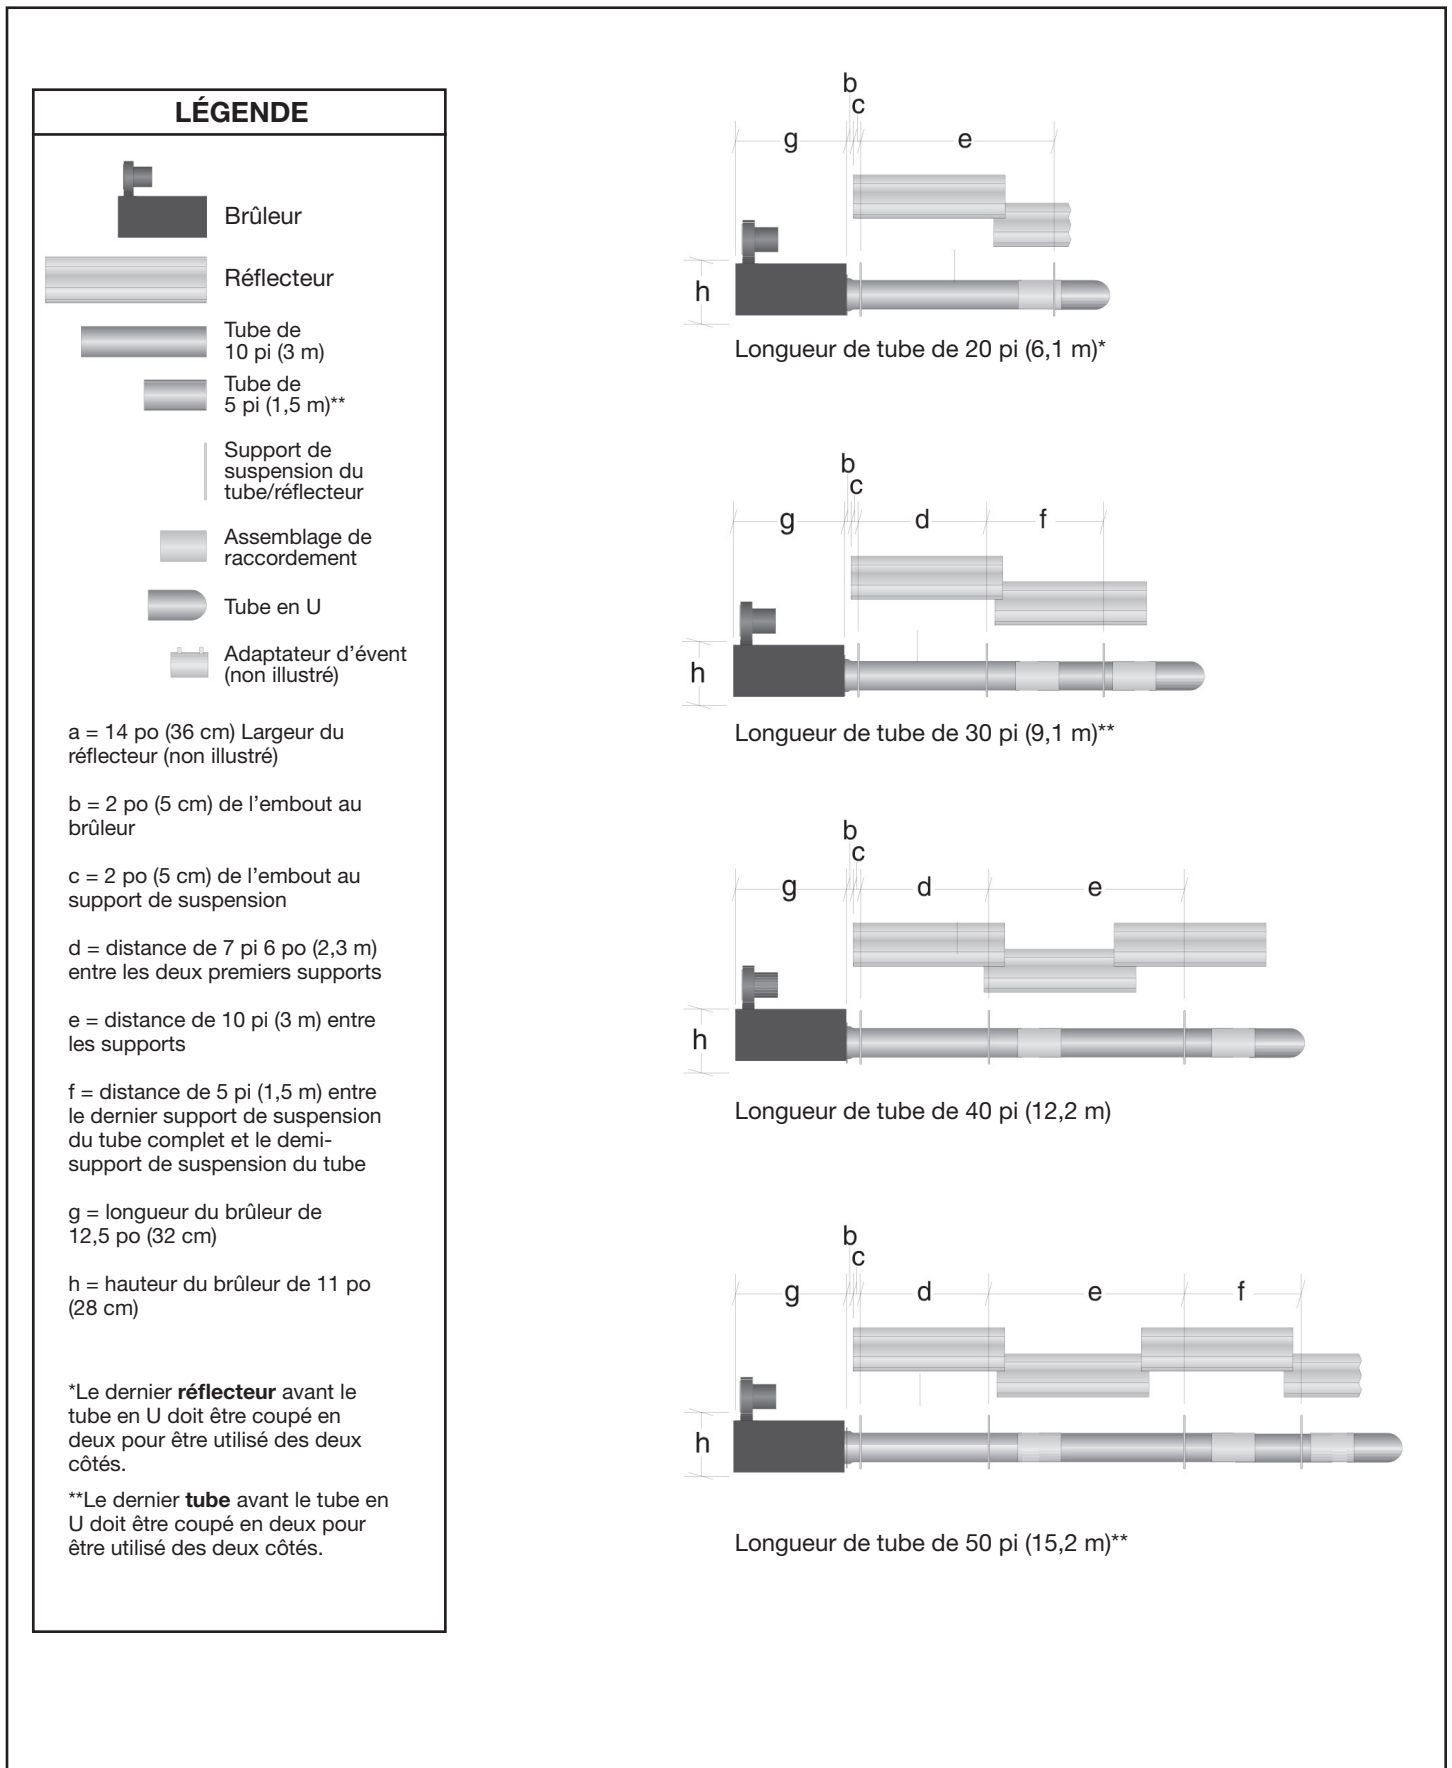 LÉGENDE
Brûleur
Réflecteur
Tube de
10 pi (3 m)
Tube de
5 pi (1,5 m)**
Support de
suspension du
tube/réflecteur
Assemblage de
raccordement
Tube en U
Adaptateur d’évent
(non illustré)
a = 14 po (36 cm) Largeur du
réflecteur (non illustré)
b = 2 po (5 cm) de l’embout au
brûleur
c = 2 po (5 cm) de l’embout au
support de suspension
d = distance de 7 pi 6 po (2,3 m)
entre les deux premiers supports
e = distance de 10 pi (3 m) entre
les supports
f = distance de 5 pi (1,5 m) entre
le dernier support de suspension
du tube complet et le demi-
support de suspension du tube
g = longueur du brûleur de
12,5 po (32 cm)
h = hauteur du brûleur de 11 po
(28 cm)
*Le dernier réflecteur avant le
tube en U doit être coupé en
deux pour être utilisé des deux
côtés.
**Le dernier tube avant le tube en
U doit être coupé en deux pour
être utilisé des deux côtés.
b
c
g e
h
Longueur de tube de 20 pi (6,1 m)*
b
c
g d f
h
Longueur de tube de 30 pi (9,1 m)**
b
c
g d e
h
Longueur de tube de 40 pi (12,2 m)
b
c
g d e f
h
Longueur de tube de 50 pi (15,2 m)**